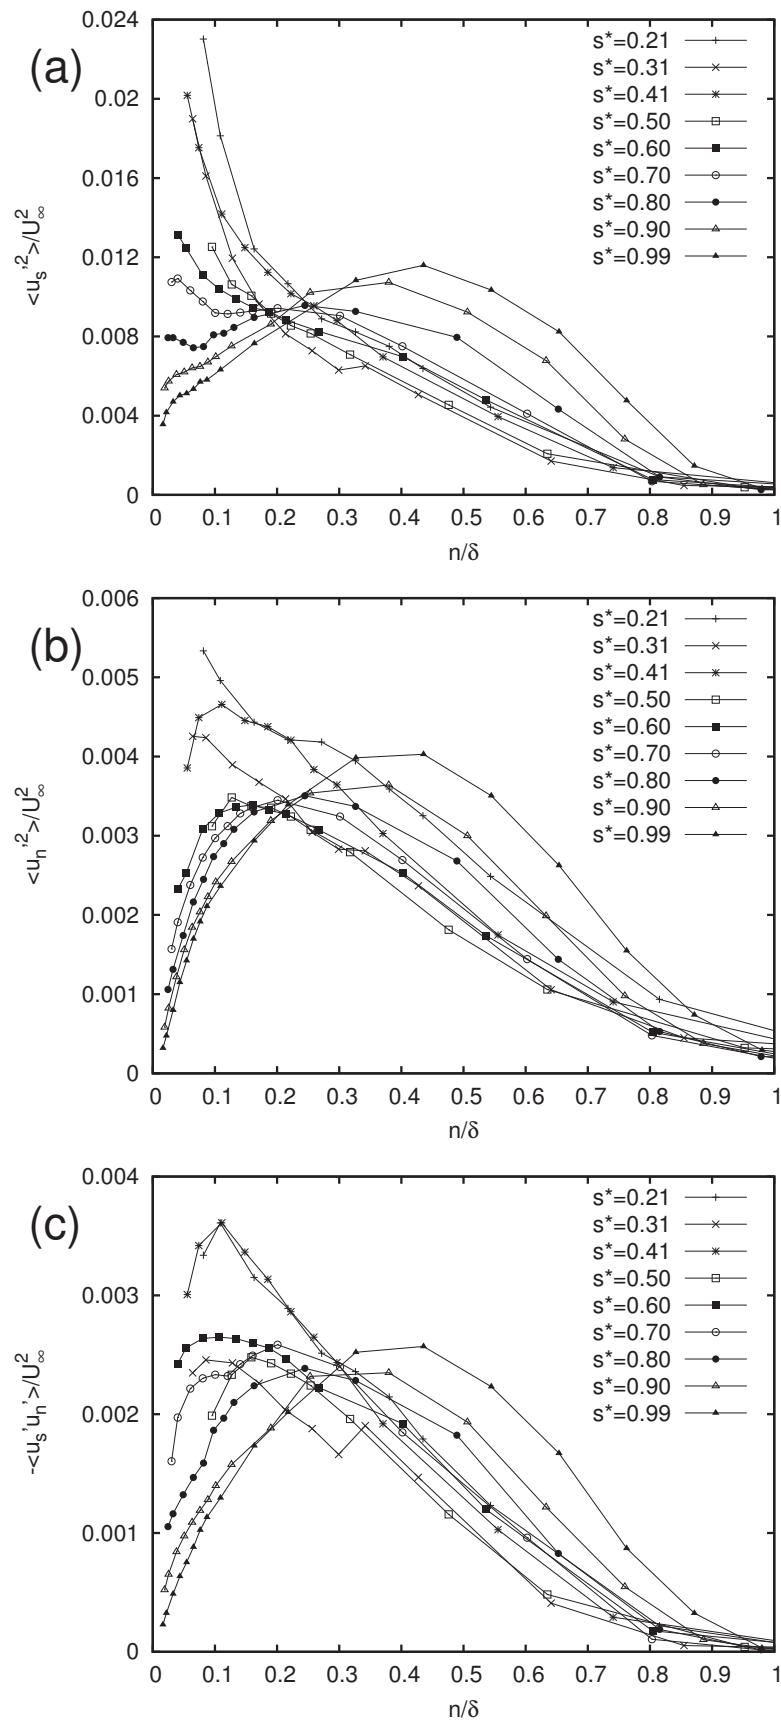 (a)
0.024
0.02
0.016
0.012
0.008
0.004
0
<u_s'^2>/U_∞^2
s*=0.21
s*=0.31
s*=0.41
s*=0.50
s*=0.60
s*=0.70
s*=0.80
s*=0.90
s*=0.99
0 0.1 0.2 0.3 0.4 0.5 0.6 0.7 0.8 0.9 1
n/δ
(b)
0.006
0.005
0.004
0.003
0.002
0.001
0
<u_n'^2>/U_∞^2
s*=0.21
s*=0.31
s*=0.41
s*=0.50
s*=0.60
s*=0.70
s*=0.80
s*=0.90
s*=0.99
0 0.1 0.2 0.3 0.4 0.5 0.6 0.7 0.8 0.9 1
n/δ
(c)
0.004
0.003
0.002
0.001
0
-<u_s'u_n'>/U_∞^2
s*=0.21
s*=0.31
s*=0.41
s*=0.50
s*=0.60
s*=0.70
s*=0.80
s*=0.90
s*=0.99
0 0.1 0.2 0.3 0.4 0.5 0.6 0.7 0.8 0.9 1
n/δ